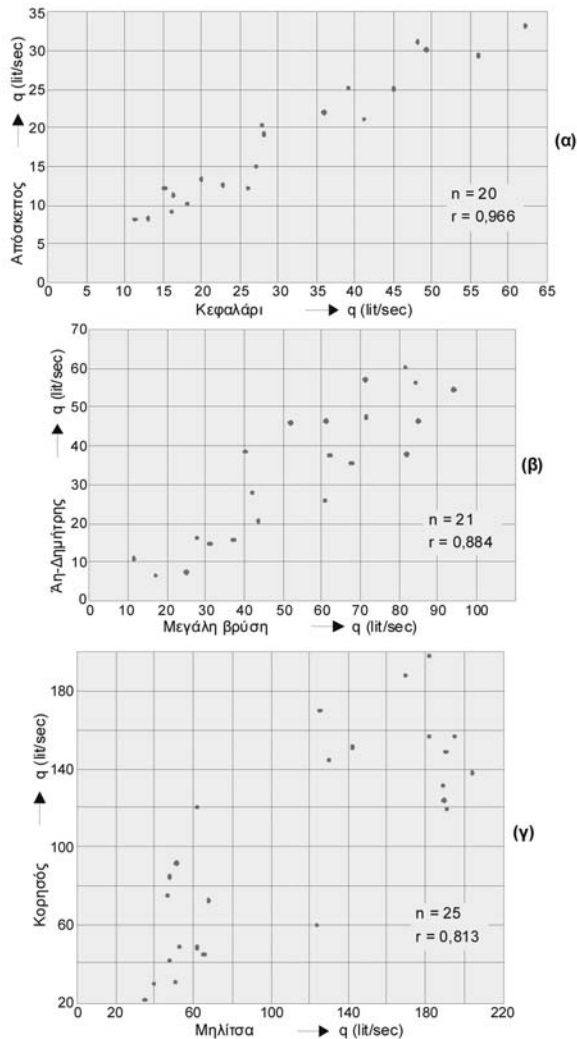 35
30
25
20
15
10
5
0
Απόσκεπτος → q (lit/sec)
n = 20
r = 0,966
(α)
0 5 10 15 20 25 30 35 40 45 50 55 60 65
Κεφαλάρι → q (lit/sec)
70
60
50
40
30
20
10
0
Άη-Δημήτρης → q (lit/sec)
n = 21
r = 0,884
(β)
0 10 20 30 40 50 60 70 80 90 100
Μεγάλη βρύση → q (lit/sec)
180
140
100
60
20
Κορησός → q (lit/sec)
n = 25
r = 0,813
(γ)
0 20 60 100 140 180 220
Μηλίτσα → q (lit/sec)